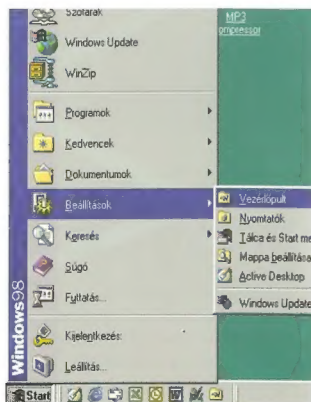 Szótárak
Windows Update
WinZip
Programok
Kedvencek
Dokumentumok
Beállítások
Keresés
Súgó
Futtatás...
Kijelentkezés:
Leállítás...
Windows98
Start
MP3
ompressor
Vezérlőpult
Nyomtatók
Tálca és Start me
Mappa beállítása
Active Desktop
Windows Update